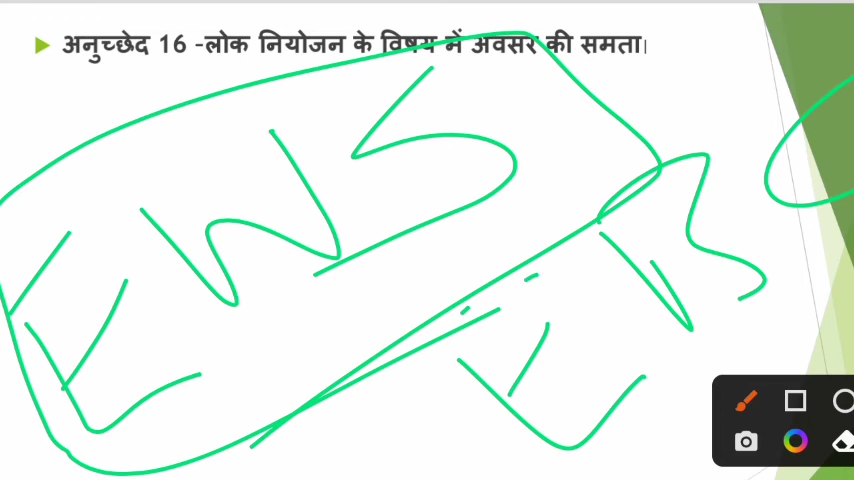 अनुच्छेद 16 -लोक नियोजन के विषय में अवसर की समता।
EWS